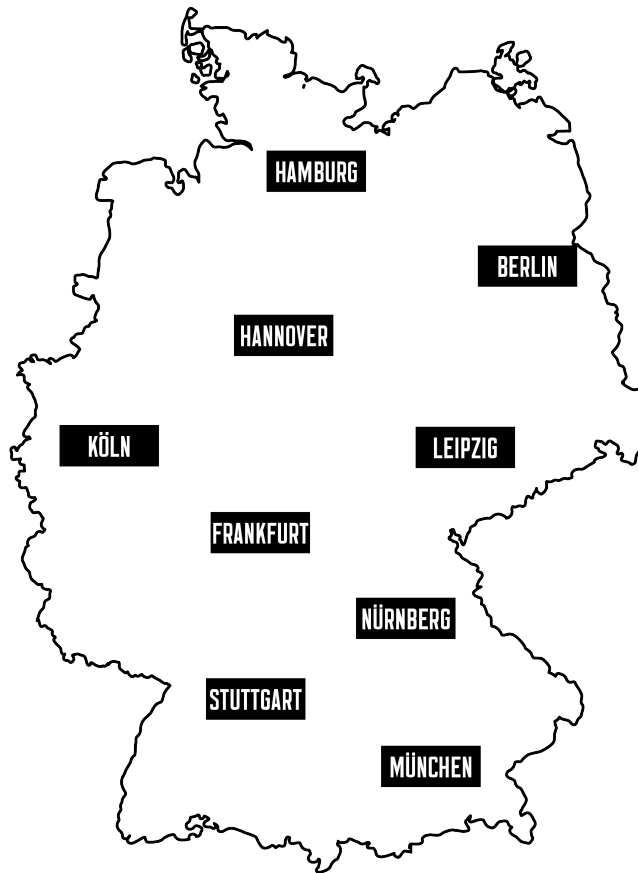 HAMBURG
BERLIN
HANNOVER
KÖLN
LEIPZIG
FRANKFURT
NÜRNBERG
STUTTGART
MÜNCHEN